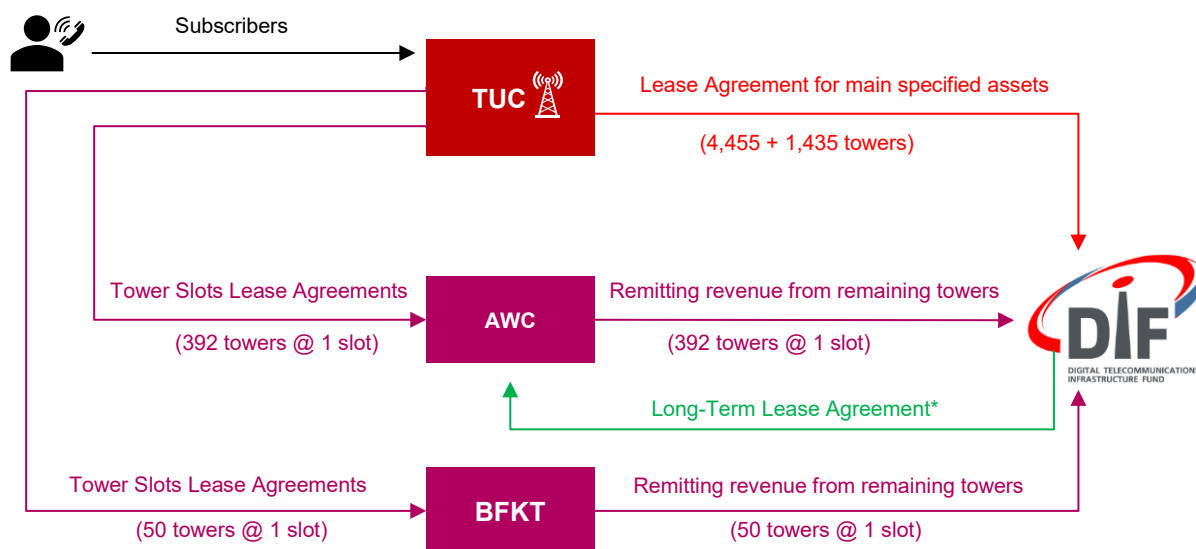 Subscribers
TUC
Lease Agreement for main specified assets
(4,455 + 1,435 towers)
Tower Slots Lease Agreements
(392 towers @ 1 slot)
AWC
Remitting revenue from remaining towers
(392 towers @ 1 slot)
DIF
DIGITAL TELECOMMUNICATIONS
INFRASTRUCTURE FUND
Long-Term Lease Agreement*
Tower Slots Lease Agreements
(50 towers @ 1 slot)
BFKT
Remitting revenue from remaining towers
(50 towers @ 1 slot)